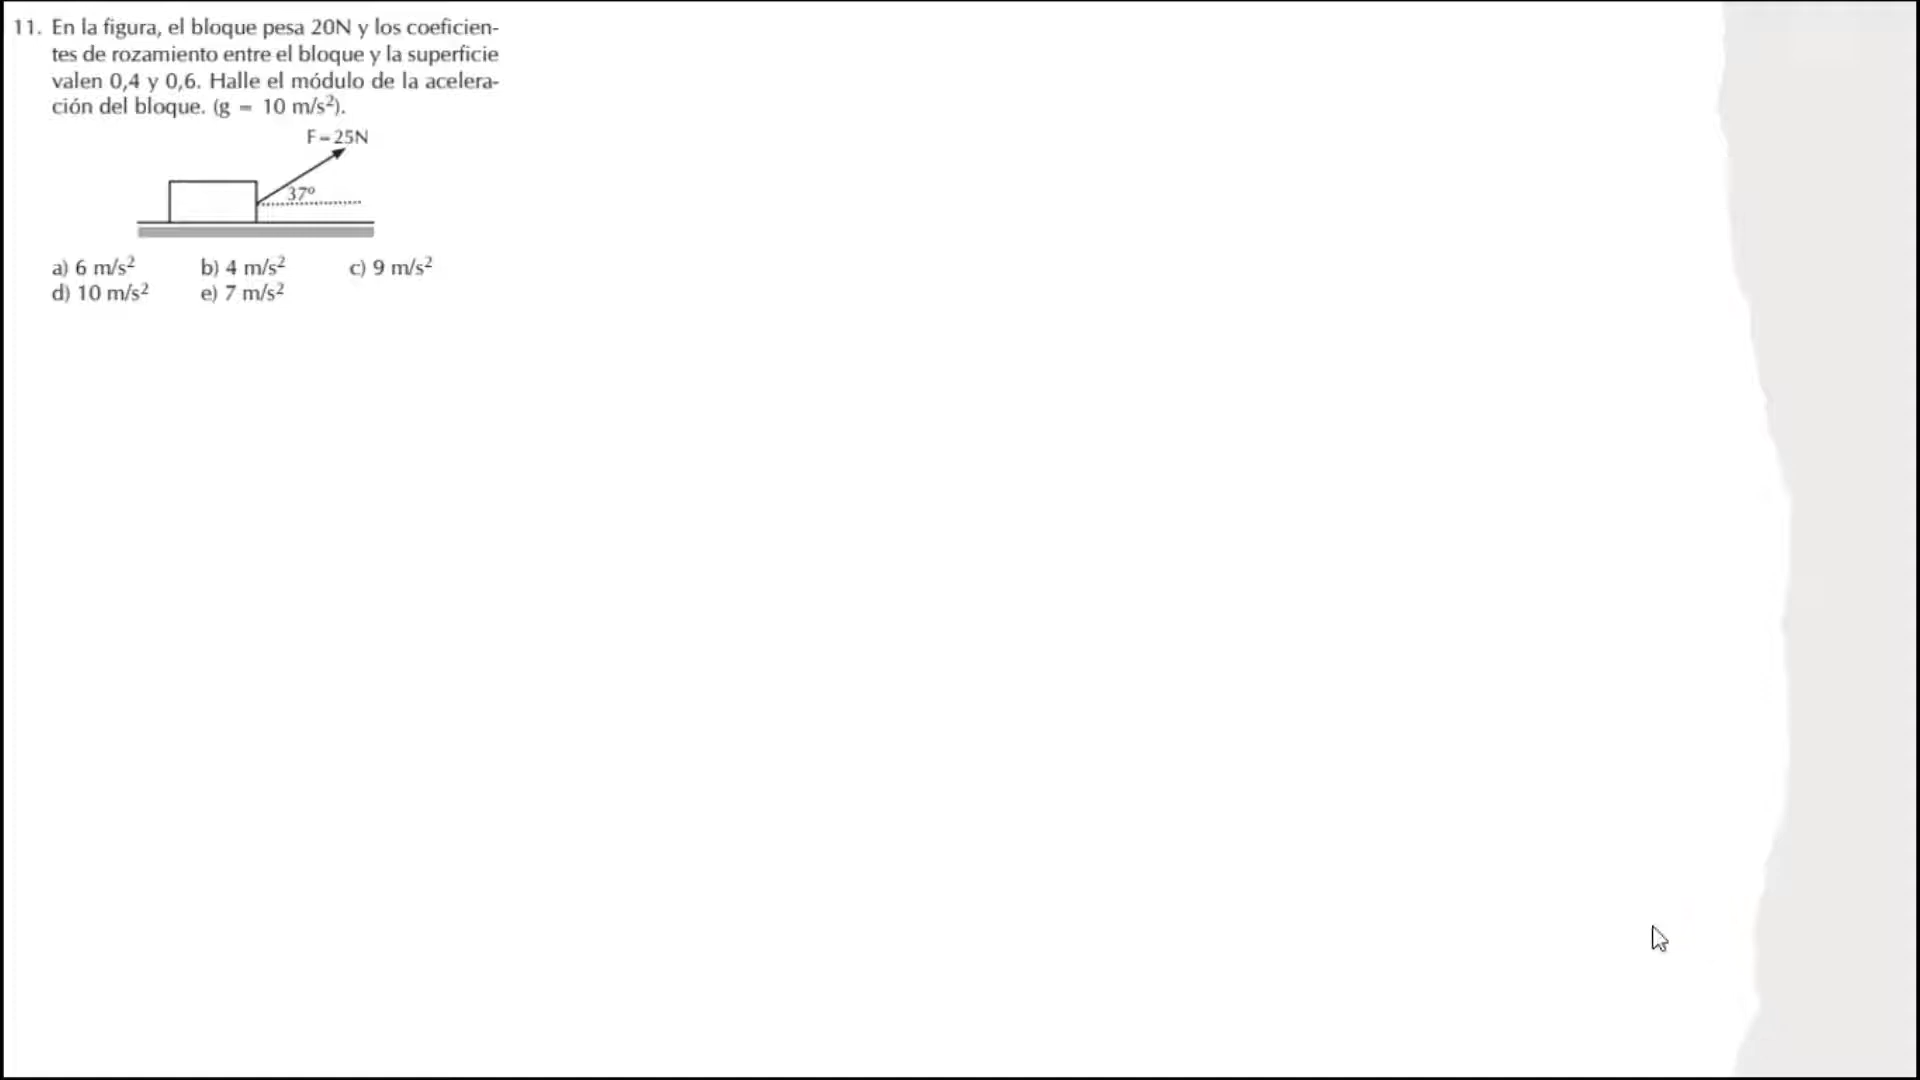 11. En la figura, el bloque pesa 20N y los coeficien-
tes de rozamiento entre el bloque y la superficie
valen 0,4 y 0,6. Halle el módulo de la acelera-
ción del bloque. (g = 10 m/s²).
F=25N
37º
a) 6 m/s² b) 4 m/s² c) 9 m/s²
d) 10 m/s² e) 7 m/s²